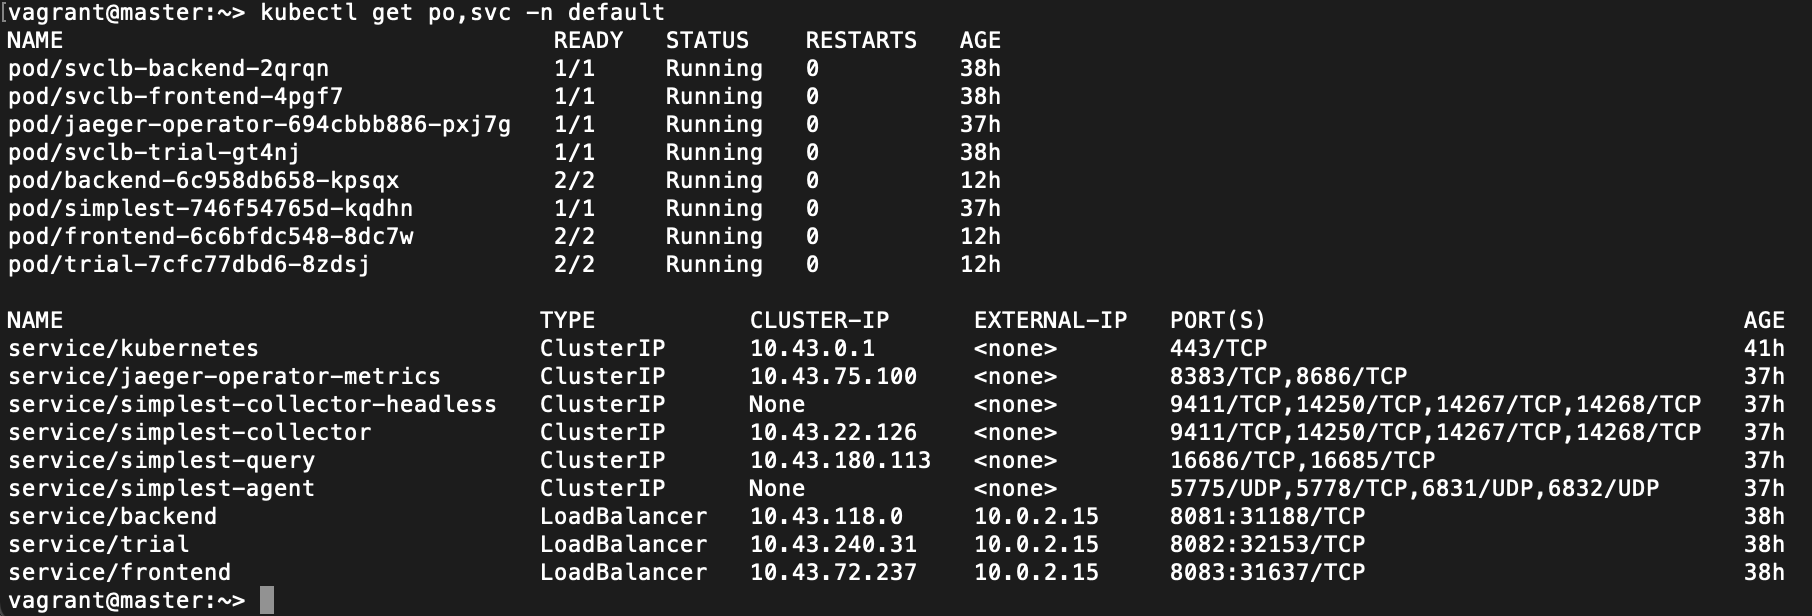 [vagrant@master:~> kubectl get po,svc -n default
NAME                                   READY   STATUS    RESTARTS   AGE
pod/svclb-backend-2qrqn                1/1     Running   0          38h
pod/svclb-frontend-4pgf7               1/1     Running   0          38h
pod/jaeger-operator-694cbbb886-pxj7g   1/1     Running   0          37h
pod/svclb-trial-gt4nj                  1/1     Running   0          38h
pod/backend-6c958db658-kpsqx           2/2     Running   0          12h
pod/simplest-746f54765d-kqdhn          1/1     Running   0          37h
pod/frontend-6c6bfdc548-8dc7w          2/2     Running   0          12h
pod/trial-7cfc77dbd6-8zdsj             2/2     Running   0          12h

NAME                                  TYPE           CLUSTER-IP      EXTERNAL-IP   PORT(S)                                  AGE
service/kubernetes                    ClusterIP      10.43.0.1       <none>        443/TCP                                  41h
service/jaeger-operator-metrics       ClusterIP      10.43.75.100    <none>        8383/TCP,8686/TCP                        37h
service/simplest-collector-headless   ClusterIP      None            <none>        9411/TCP,14250/TCP,14267/TCP,14268/TCP   37h
service/simplest-collector            ClusterIP      10.43.22.126    <none>        9411/TCP,14250/TCP,14267/TCP,14268/TCP   37h
service/simplest-query                ClusterIP      10.43.180.113   <none>        16686/TCP,16685/TCP                      37h
service/simplest-agent                ClusterIP      None            <none>        5775/UDP,5778/TCP,6831/UDP,6832/UDP      37h
service/backend                       LoadBalancer   10.43.118.0     10.0.2.15     8081:31188/TCP                           38h
service/trial                         LoadBalancer   10.43.240.31    10.0.2.15     8082:32153/TCP                           38h
service/frontend                      LoadBalancer   10.43.72.237    10.0.2.15     8083:31637/TCP                           38h
vagrant@master:~>